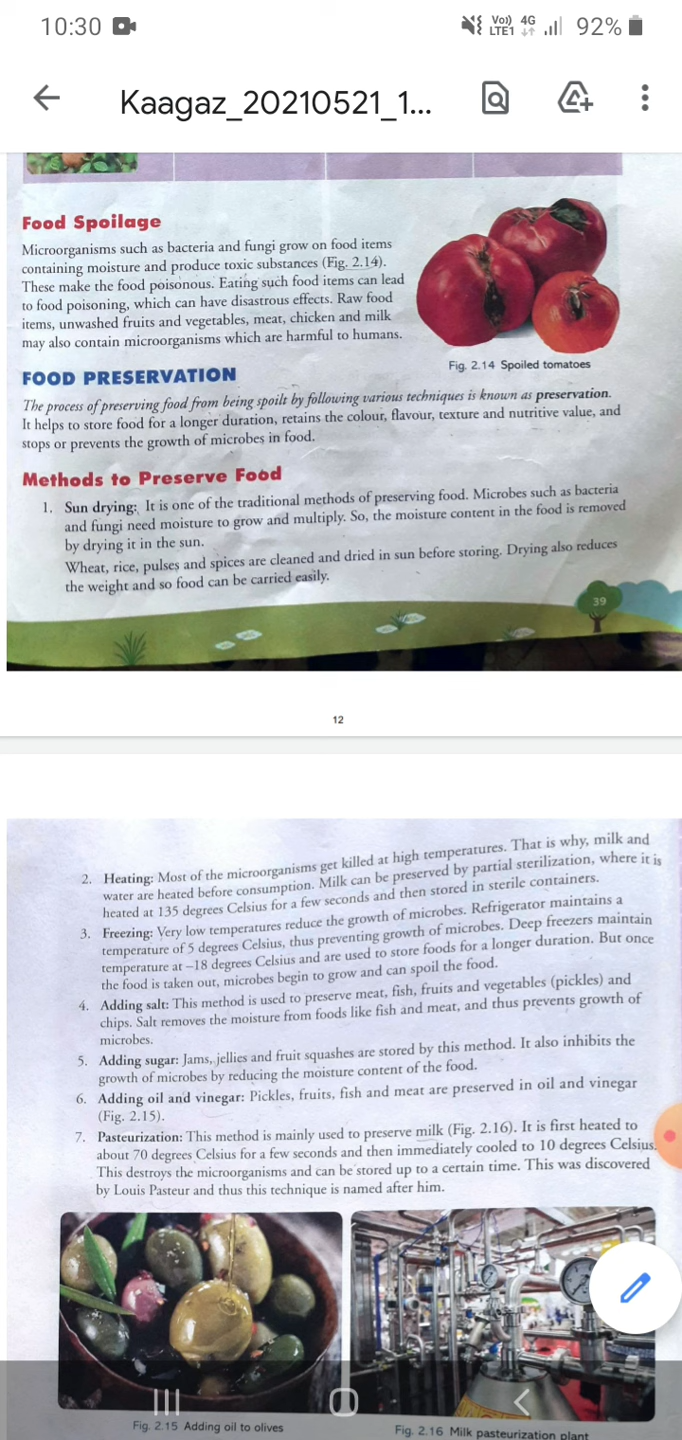 10:30
Vo)) 4G
LTE1
92%
Kaagaz_20210521_1...
Food Spoilage
Microorganisms such as bacteria and fungi grow on food items
containing moisture and produce toxic substances (Fig. 2.14).
These make the food poisonous. Eating such food items can lead
to food poisoning, which can have disastrous effects. Raw food
items, unwashed fruits and vegetables, meat, chicken and milk
may also contain microorganisms which are harmful to humans.
Fig. 2.14 Spoiled tomatoes
FOOD PRESERVATION
The process of preserving food from being spoilt by following various techniques is known as preservation.
It helps to store food for a longer duration, retains the colour, flavour, texture and nutritive value, and
stops or prevents the growth of microbes in food.
Methods to Preserve Food
1. Sun drying: It is one of the traditional methods of preserving food. Microbes such as bacteria
and fungi need moisture to grow and multiply. So, the moisture content in the food is removed
by drying it in the sun.
Wheat, rice, pulses and spices are cleaned and dried in sun before storing. Drying also reduces
the weight and so food can be carried easily.
39
12
2. Heating: Most of the microorganisms get killed at high temperatures. That is why, milk and
water are heated before consumption. Milk can be preserved by partial sterilization, where it is
heated at 135 degrees Celsius for a few seconds and then stored in sterile containers.
3. Freezing: Very low temperatures reduce the growth of microbes. Refrigerator maintains a
temperature of 5 degrees Celsius, thus preventing growth of microbes. Deep freezers maintain
temperature at –18 degrees Celsius and are used to store foods for a longer duration. But once
the food is taken out, microbes begin to grow and can spoil the food.
4. Adding salt: This method is used to preserve meat, fish, fruits and vegetables (pickles) and
chips. Salt removes the moisture from foods like fish and meat, and thus prevents growth of
microbes.
5. Adding sugar: Jams, jellies and fruit squashes are stored by this method. It also inhibits the
growth of microbes by reducing the moisture content of the food.
6. Adding oil and vinegar: Pickles, fruits, fish and meat are preserved in oil and vinegar
(Fig. 2.15).
7. Pasteurization: This method is mainly used to preserve milk (Fig. 2.16). It is first heated to
about 70 degrees Celsius for a few seconds and then immediately cooled to 10 degrees Celsius.
This destroys the microorganisms and can be stored up to a certain time. This was discovered
by Louis Pasteur and thus this technique is named after him.
Fig. 2.15 Adding oil to olives
Fig. 2.16 Milk pasteurization plant